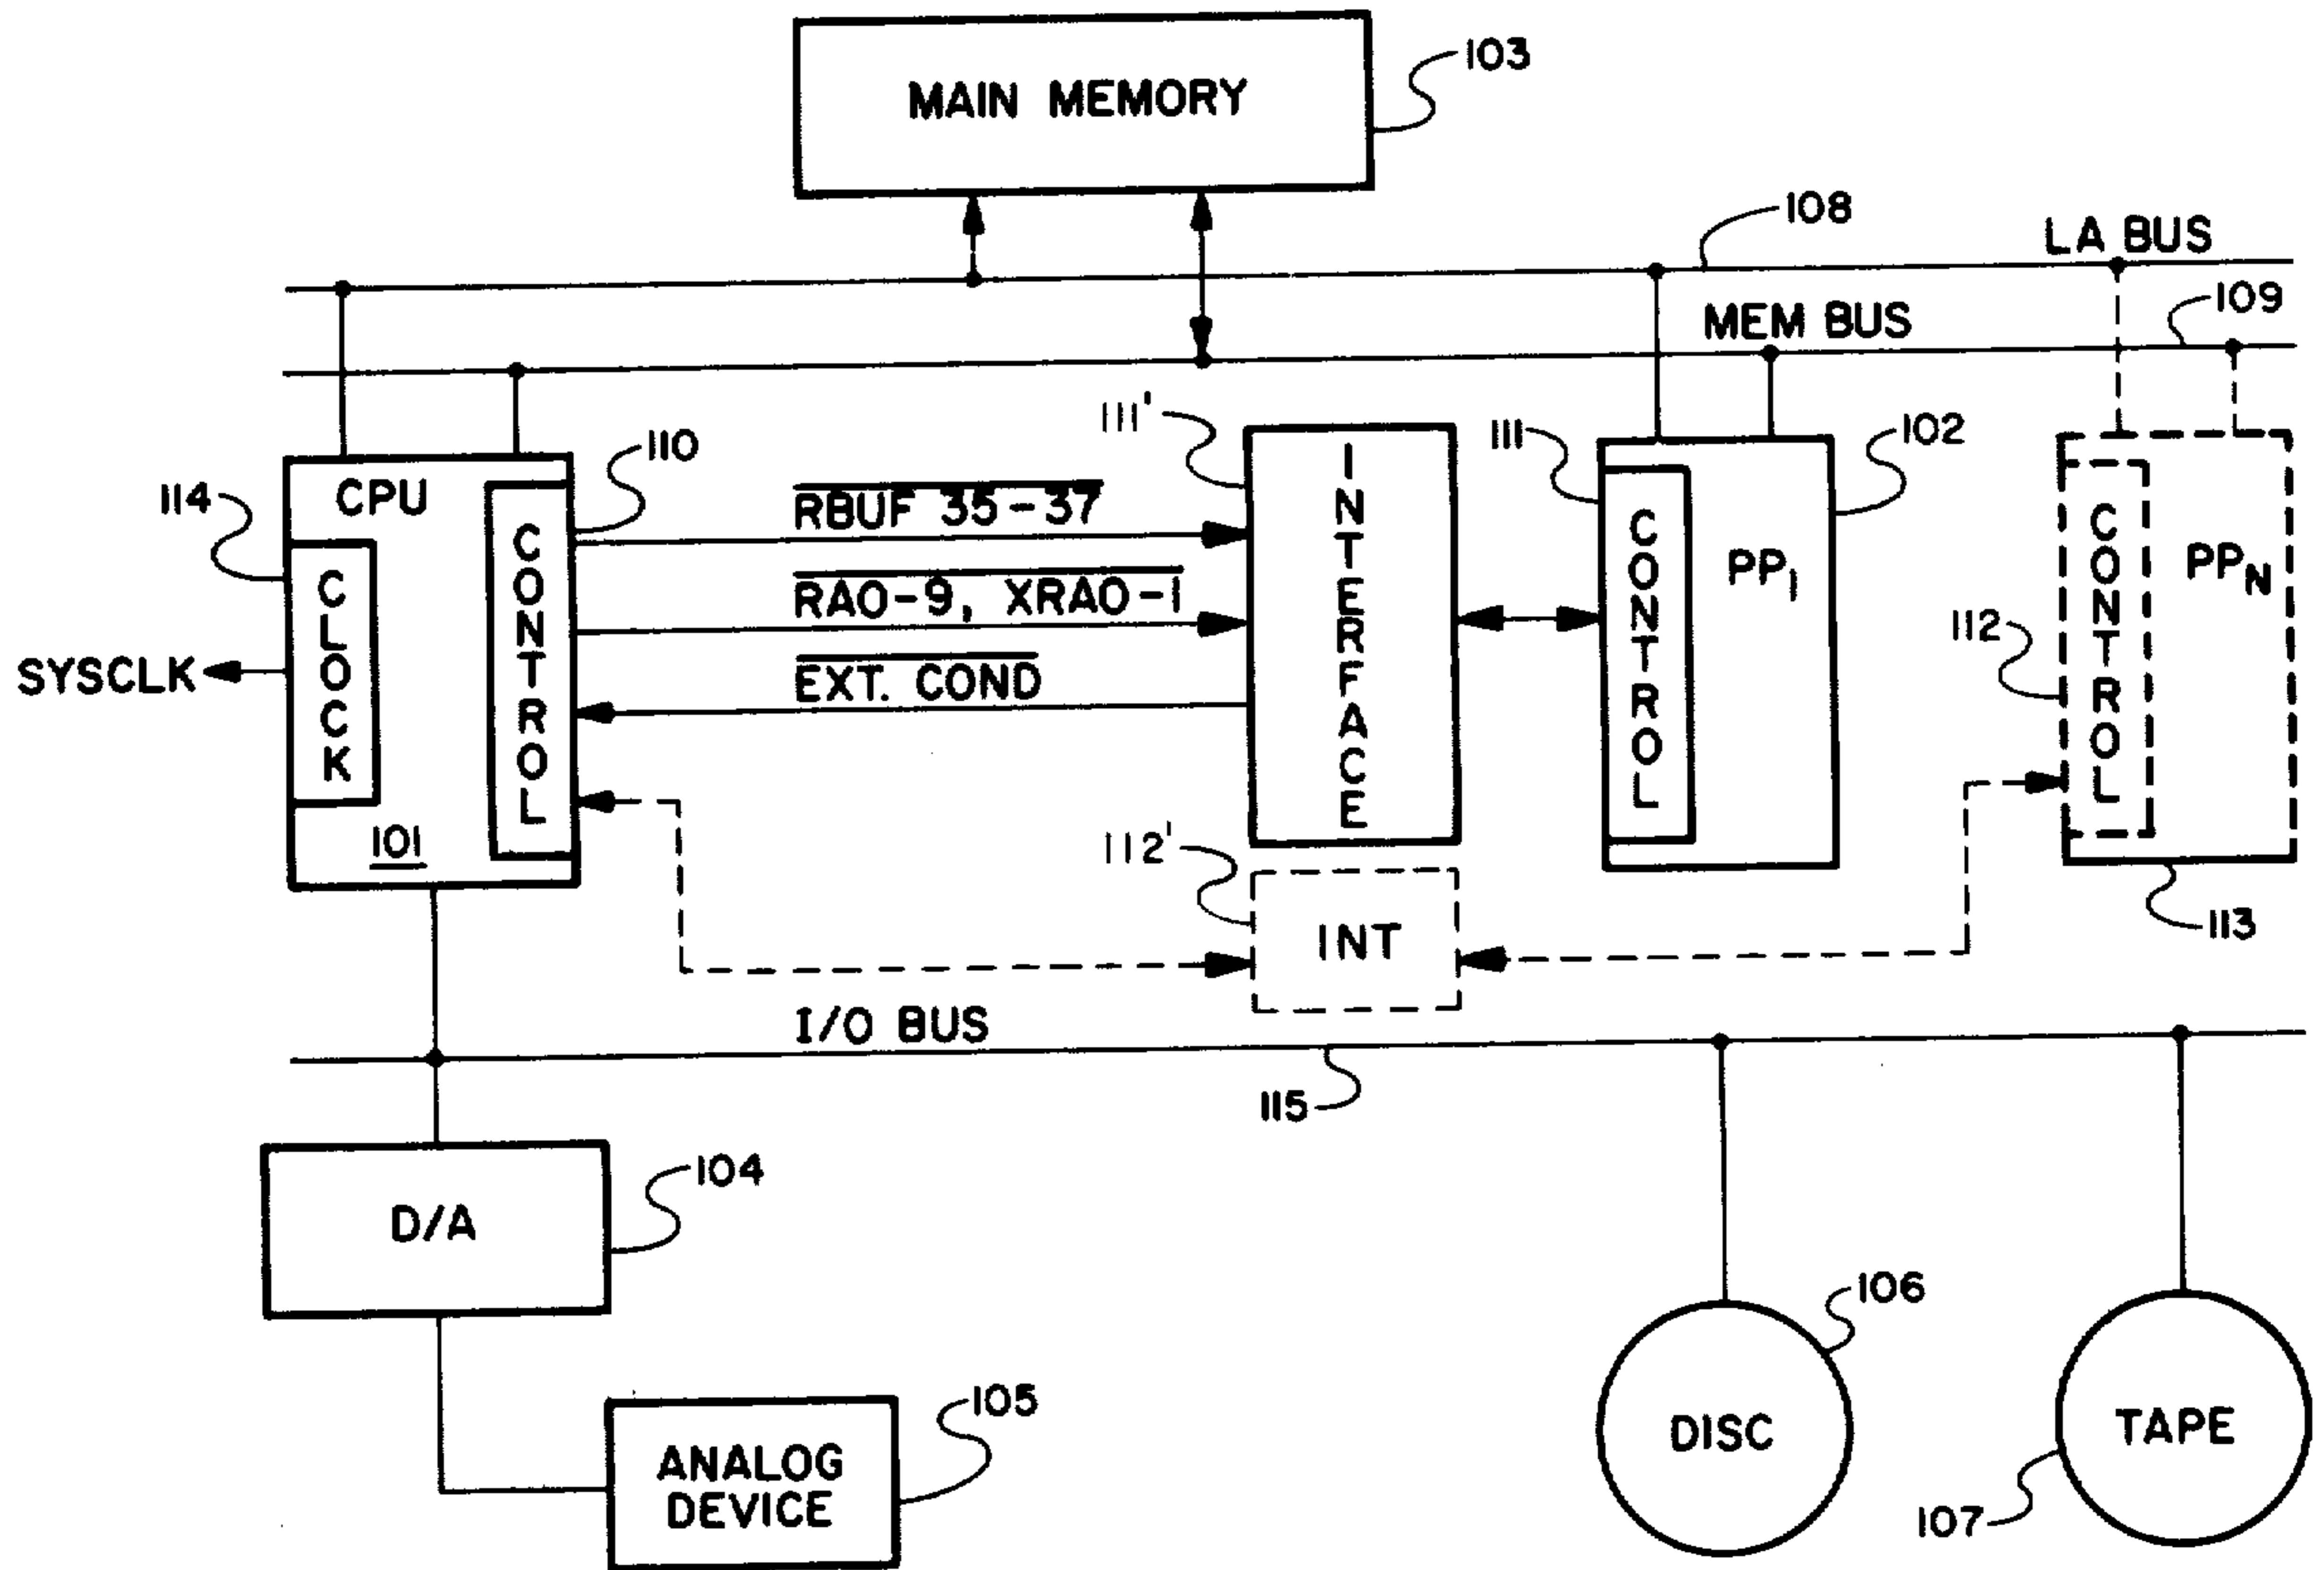 MAIN MEMORY
103
108
LA BUS
109
MEM BUS
111'
111
102
110
114
CPU
CONTROL
CLOCK
RBUF 35-37
RA0-9, XRA0-1
EXT. COND
INTERFACE
CONTROL
PP1
CONTROL
PPN
112
SYSCLK
101
112'
INT
113
I/O BUS
115
D/A
104
106
ANALOG
DEVICE
105
DISC
TAPE
107